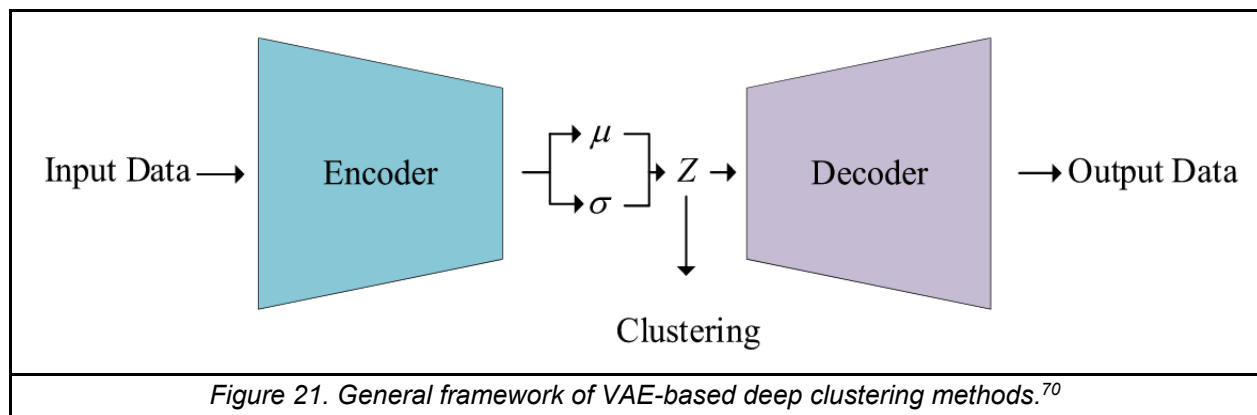 Input Data
Encoder
μ
σ
Z
Decoder
Output Data
Clustering
Figure 21. General framework of VAE-based deep clustering methods.70